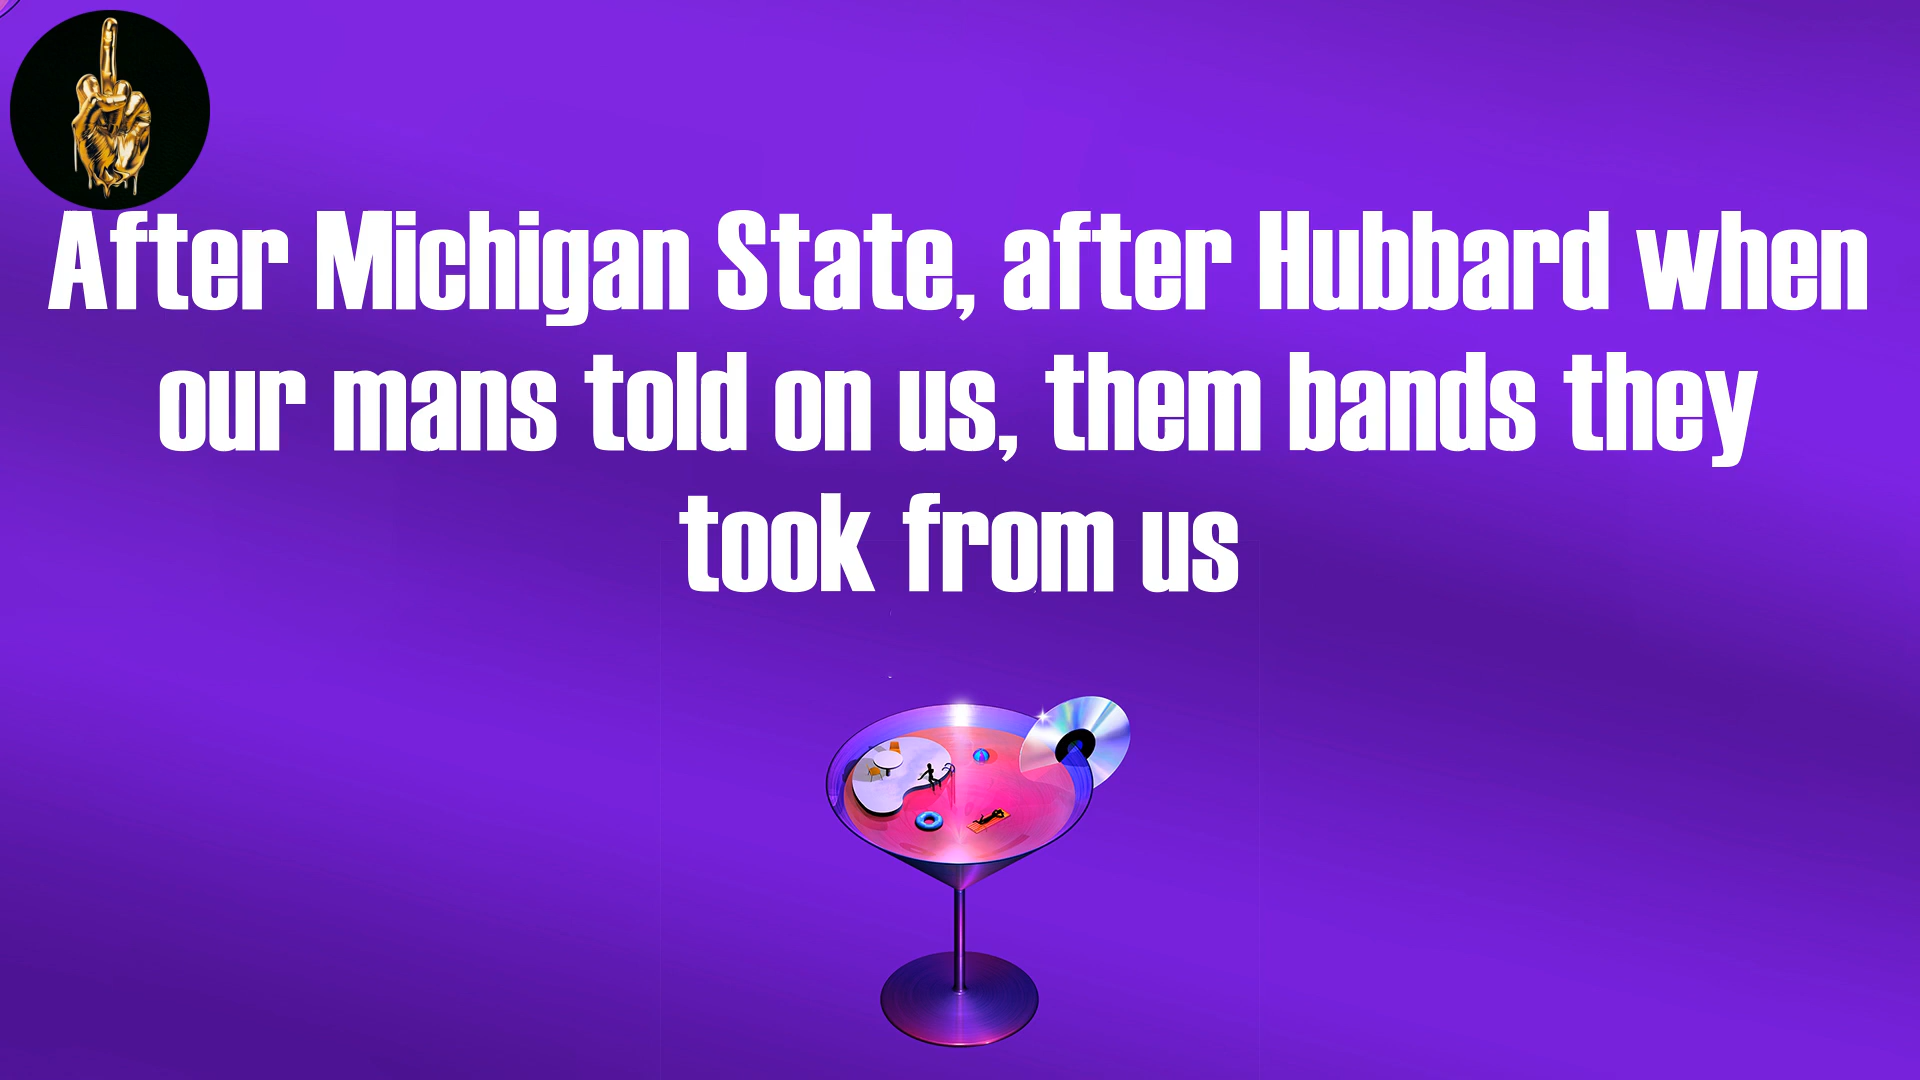 After Michigan State, after Hubbard when
our mans told on us, them bands they
took from us